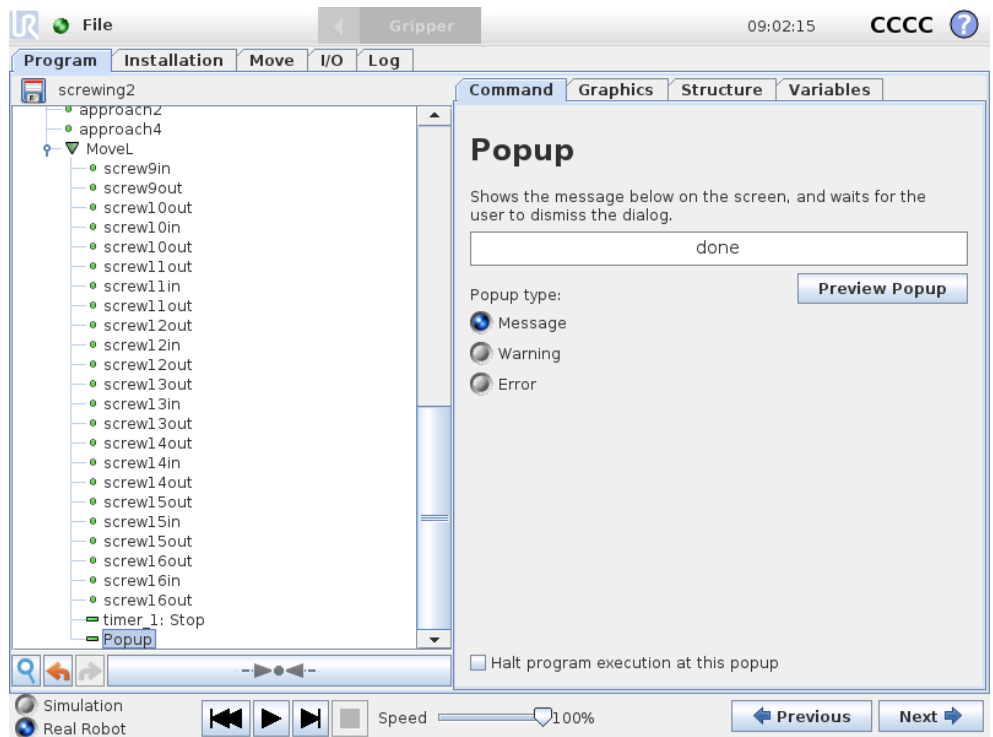 UR File Gripper 09:02:15 CCCC ?
Program Installation Move I/O Log
screwing2
approach2
approach4
MoveL
screw9in
screw9out
screw10out
screw10in
screw10out
screw11out
screw11in
screw11out
screw12out
screw12in
screw12out
screw13out
screw13in
screw13out
screw14out
screw14in
screw14out
screw15out
screw15in
screw15out
screw16out
screw16in
screw16out
timer_1: Stop
Popup
Command Graphics Structure Variables
Popup
Shows the message below on the screen, and waits for the
user to dismiss the dialog.
done
Preview Popup
Popup type:
Message
Warning
Error
Halt program execution at this popup
Simulation
Real Robot
Speed 100%
Previous Next